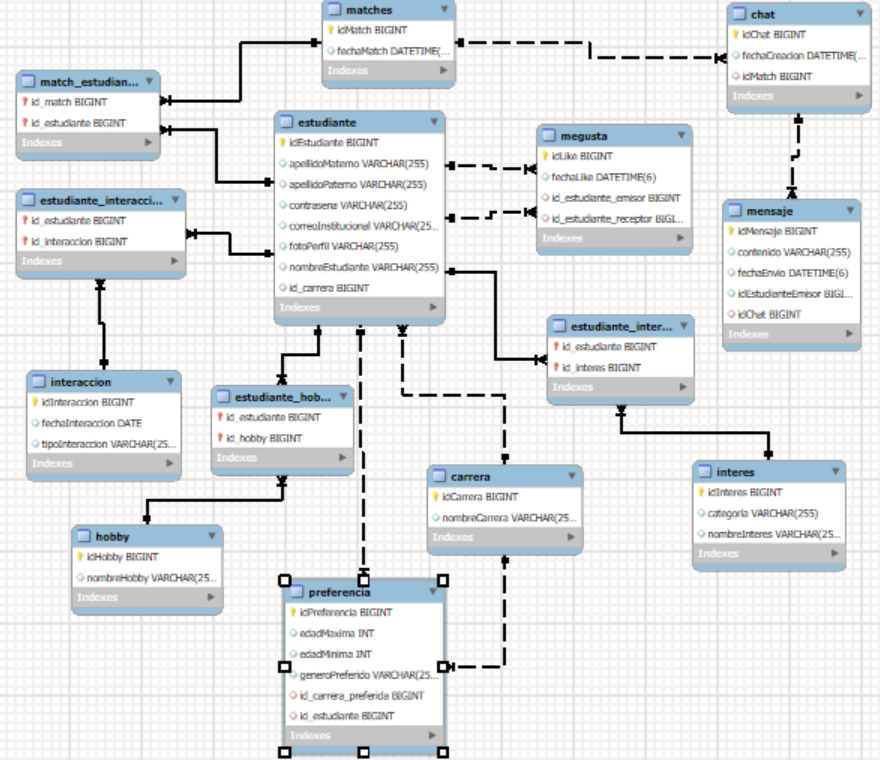 matches
idMatch BIGINT
fechaMatch DATETIME(...
Indexes
chat
idChat BIGINT
fechaCreacion DATETIME(...
idMatch BIGINT
Indexes
match_estudian...
id_match BIGINT
id_estudiante BIGINT
Indexes
estudiante
idEstudiante BIGINT
apellidoMaterno VARCHAR(255)
apellidoPaterno VARCHAR(255)
contrasena VARCHAR(255)
correoInstitucional VARCHAR(25...
fotoPerfil VARCHAR(255)
nombreEstudiante VARCHAR(255)
id_carrera BIGINT
Indexes
megusta
idLike BIGINT
fechaLike DATETIME(6)
id_estudiante_emisor BIGINT
id_estudiante_receptor BIGI...
Indexes
estudiante_interacci...
id_estudiante BIGINT
id_interaccion BIGINT
Indexes
mensaje
idMensaje BIGINT
contenido VARCHAR(255)
fechaEnvio DATETIME(6)
idEstudianteEmisor BIGI...
idChat BIGINT
Indexes
estudiante_inter...
id_estudiante BIGINT
id_interes BIGINT
Indexes
interaccion
idInteraccion BIGINT
fechaInteraccion DATE
tipoInteraccion VARCHAR(25...
Indexes
estudiante_hob...
id_estudiante BIGINT
id_hobby BIGINT
Indexes
carrera
idCarrera BIGINT
nombreCarrera VARCHAR(25...
Indexes
interes
idInteres BIGINT
categoria VARCHAR(255)
nombreInteres VARCHAR(25...
Indexes
hobby
idHobby BIGINT
nombreHobby VARCHAR(25...
preferencia
idPreferencia BIGINT
edadMaxima INT
edadMinima INT
generoPreferido VARCHAR(25...
id_carrera_preferida BIGINT
id_estudiante BIGINT
Indexes